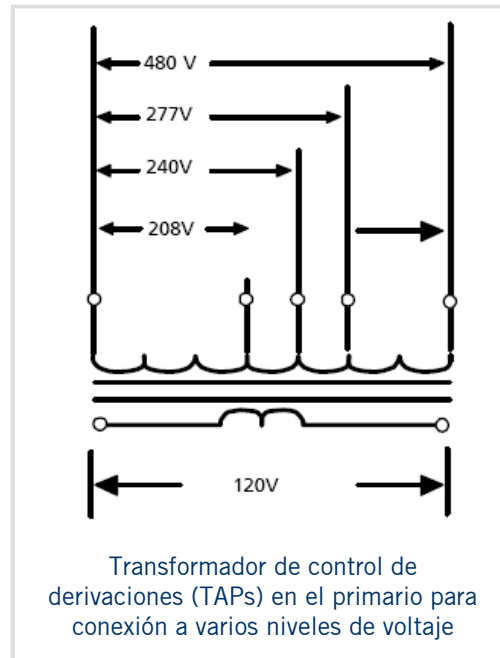 480 V
277V
240V
208V
120V
Transformador de control de
derivaciones (TAPs) en el primario para
conexión a varios niveles de voltaje